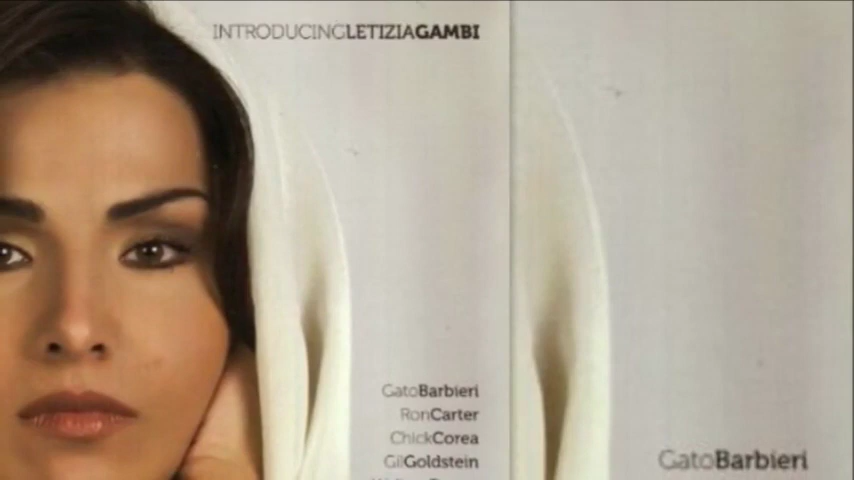 INTRODUCINGLETIZIAGAMBI
GatoBarbieri
RonCarter
ChickCorea
GilGoldstein
GatoBarbieri